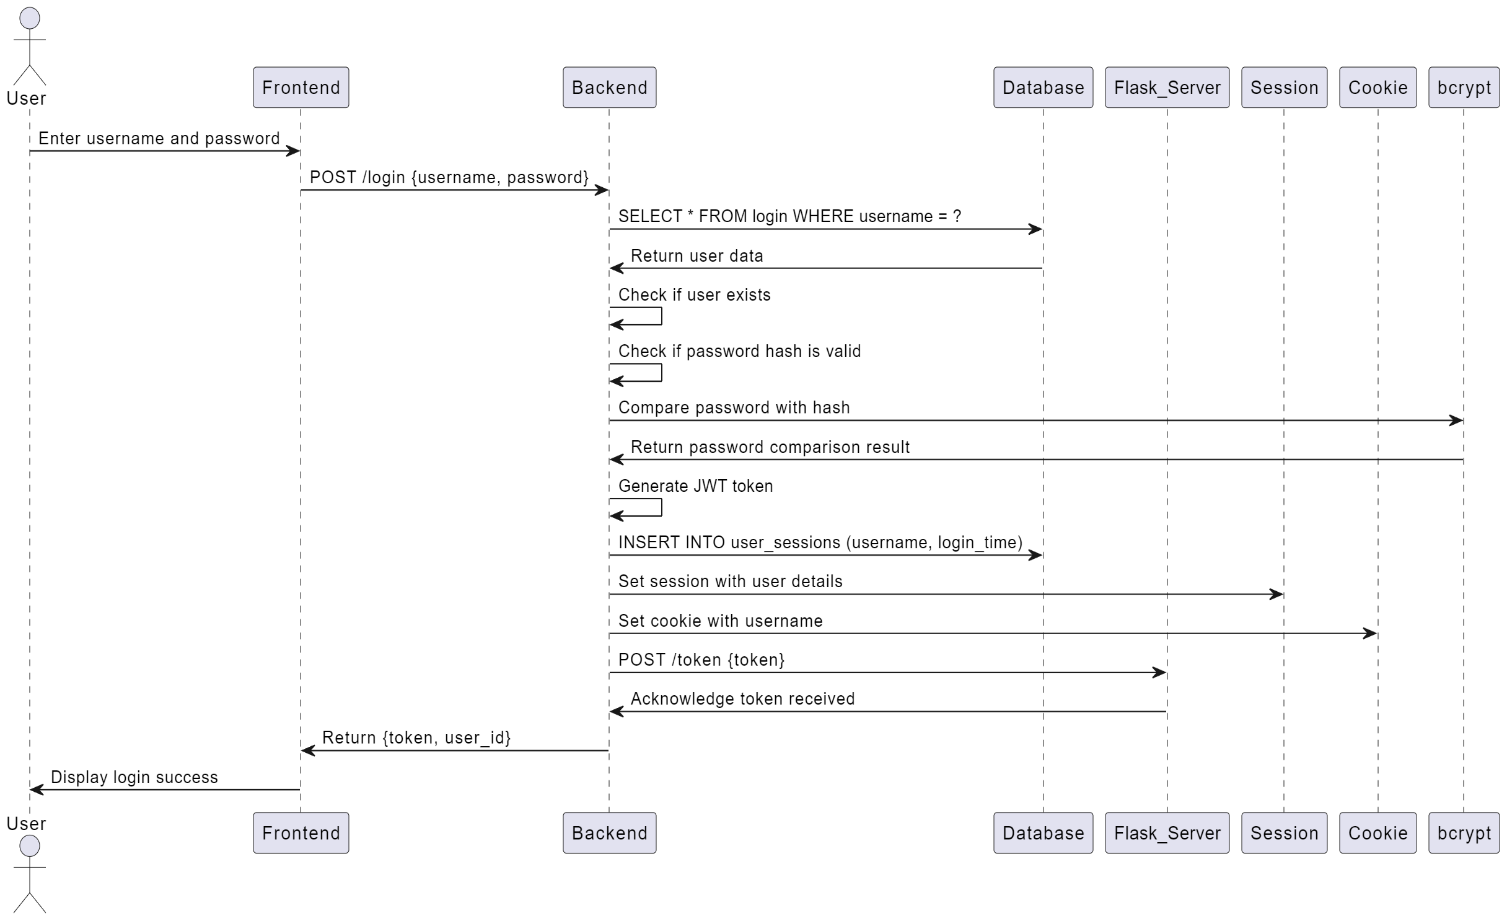 User
Frontend
Backend
Database
Flask_Server
Session
Cookie
bcrypt
Enter username and password
POST /login {username, password}
SELECT * FROM login WHERE username = ?
Return user data
Check if user exists
Check if password hash is valid
Compare password with hash
Return password comparison result
Generate JWT token
INSERT INTO user_sessions (username, login_time)
Set session with user details
Set cookie with username
POST /token {token}
Acknowledge token received
Return {token, user_id}
Display login success
User
Frontend
Backend
Database
Flask_Server
Session
Cookie
bcrypt